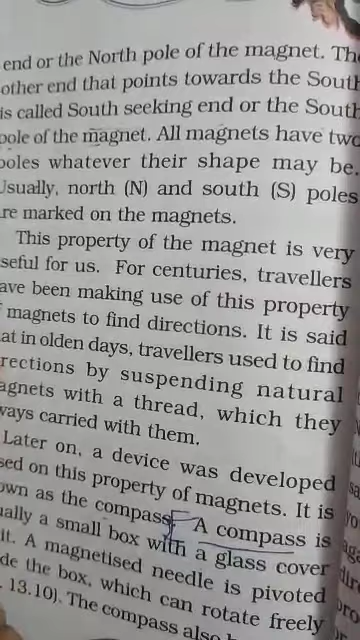 end or the North pole of the magnet. The
other end that points towards the South
is called South seeking end or the South
pole of the magnet. All magnets have two
poles whatever their shape may be.
Usually, north (N) and south (S) poles
are marked on the magnets.
This property of the magnet is very
useful for us. For centuries, travellers
have been making use of this property
of magnets to find directions. It is said
that in olden days, travellers used to find
directions by suspending natural
magnets with a thread, which they
always carried with them.
Later on, a device was developed
based on this property of magnets. It is
known as the compass. A compass is
usually a small box with a glass cover
it. A magnetised needle is pivoted
inside the box, which can rotate freely
13.10). The compass also